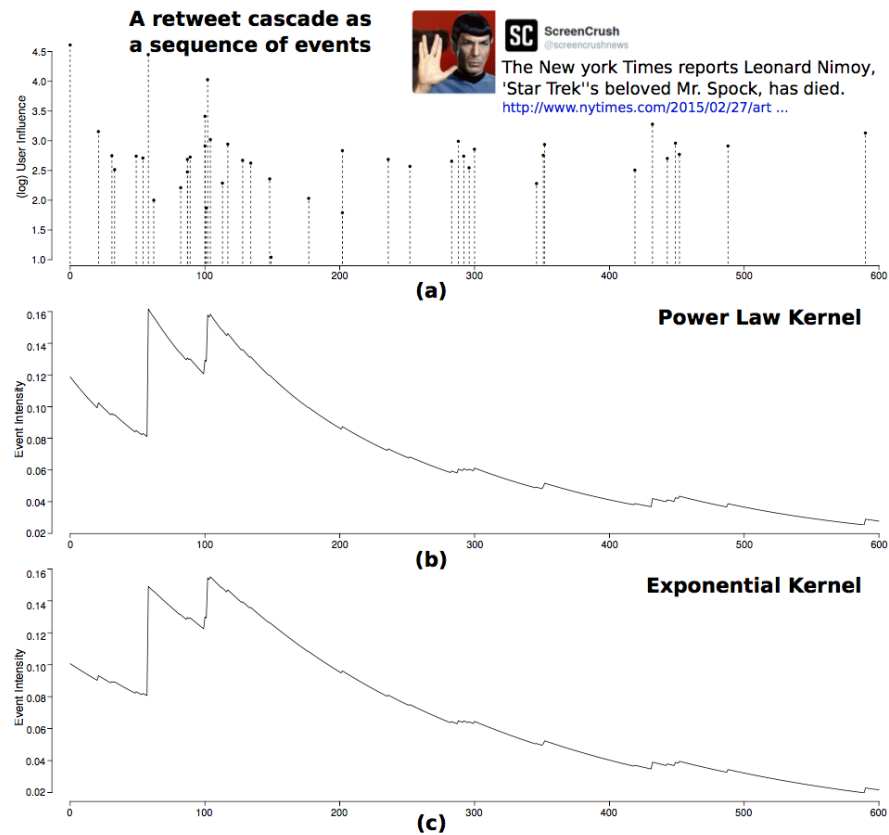 A retweet cascade as
a sequence of events
SC
ScreenCrush
@screencrushnews
The New york Times reports Leonard Nimoy,
'Star Trek''s beloved Mr. Spock, has died.
http://www.nytimes.com/2015/02/27/art ...
(log) User Influence
4.5
4.0
3.5
3.0
2.5
2.0
1.5
1.0
0 100 200 300 400 500 600
(a)
Power Law Kernel
Event Intensity
0.16
0.14
0.12
0.10
0.08
0.06
0.04
0.02
0 100 200 300 400 500 600
(b)
Exponential Kernel
Event Intensity
0.16
0.14
0.12
0.10
0.08
0.06
0.04
0.02
0 100 200 300 400 500 600
(c)